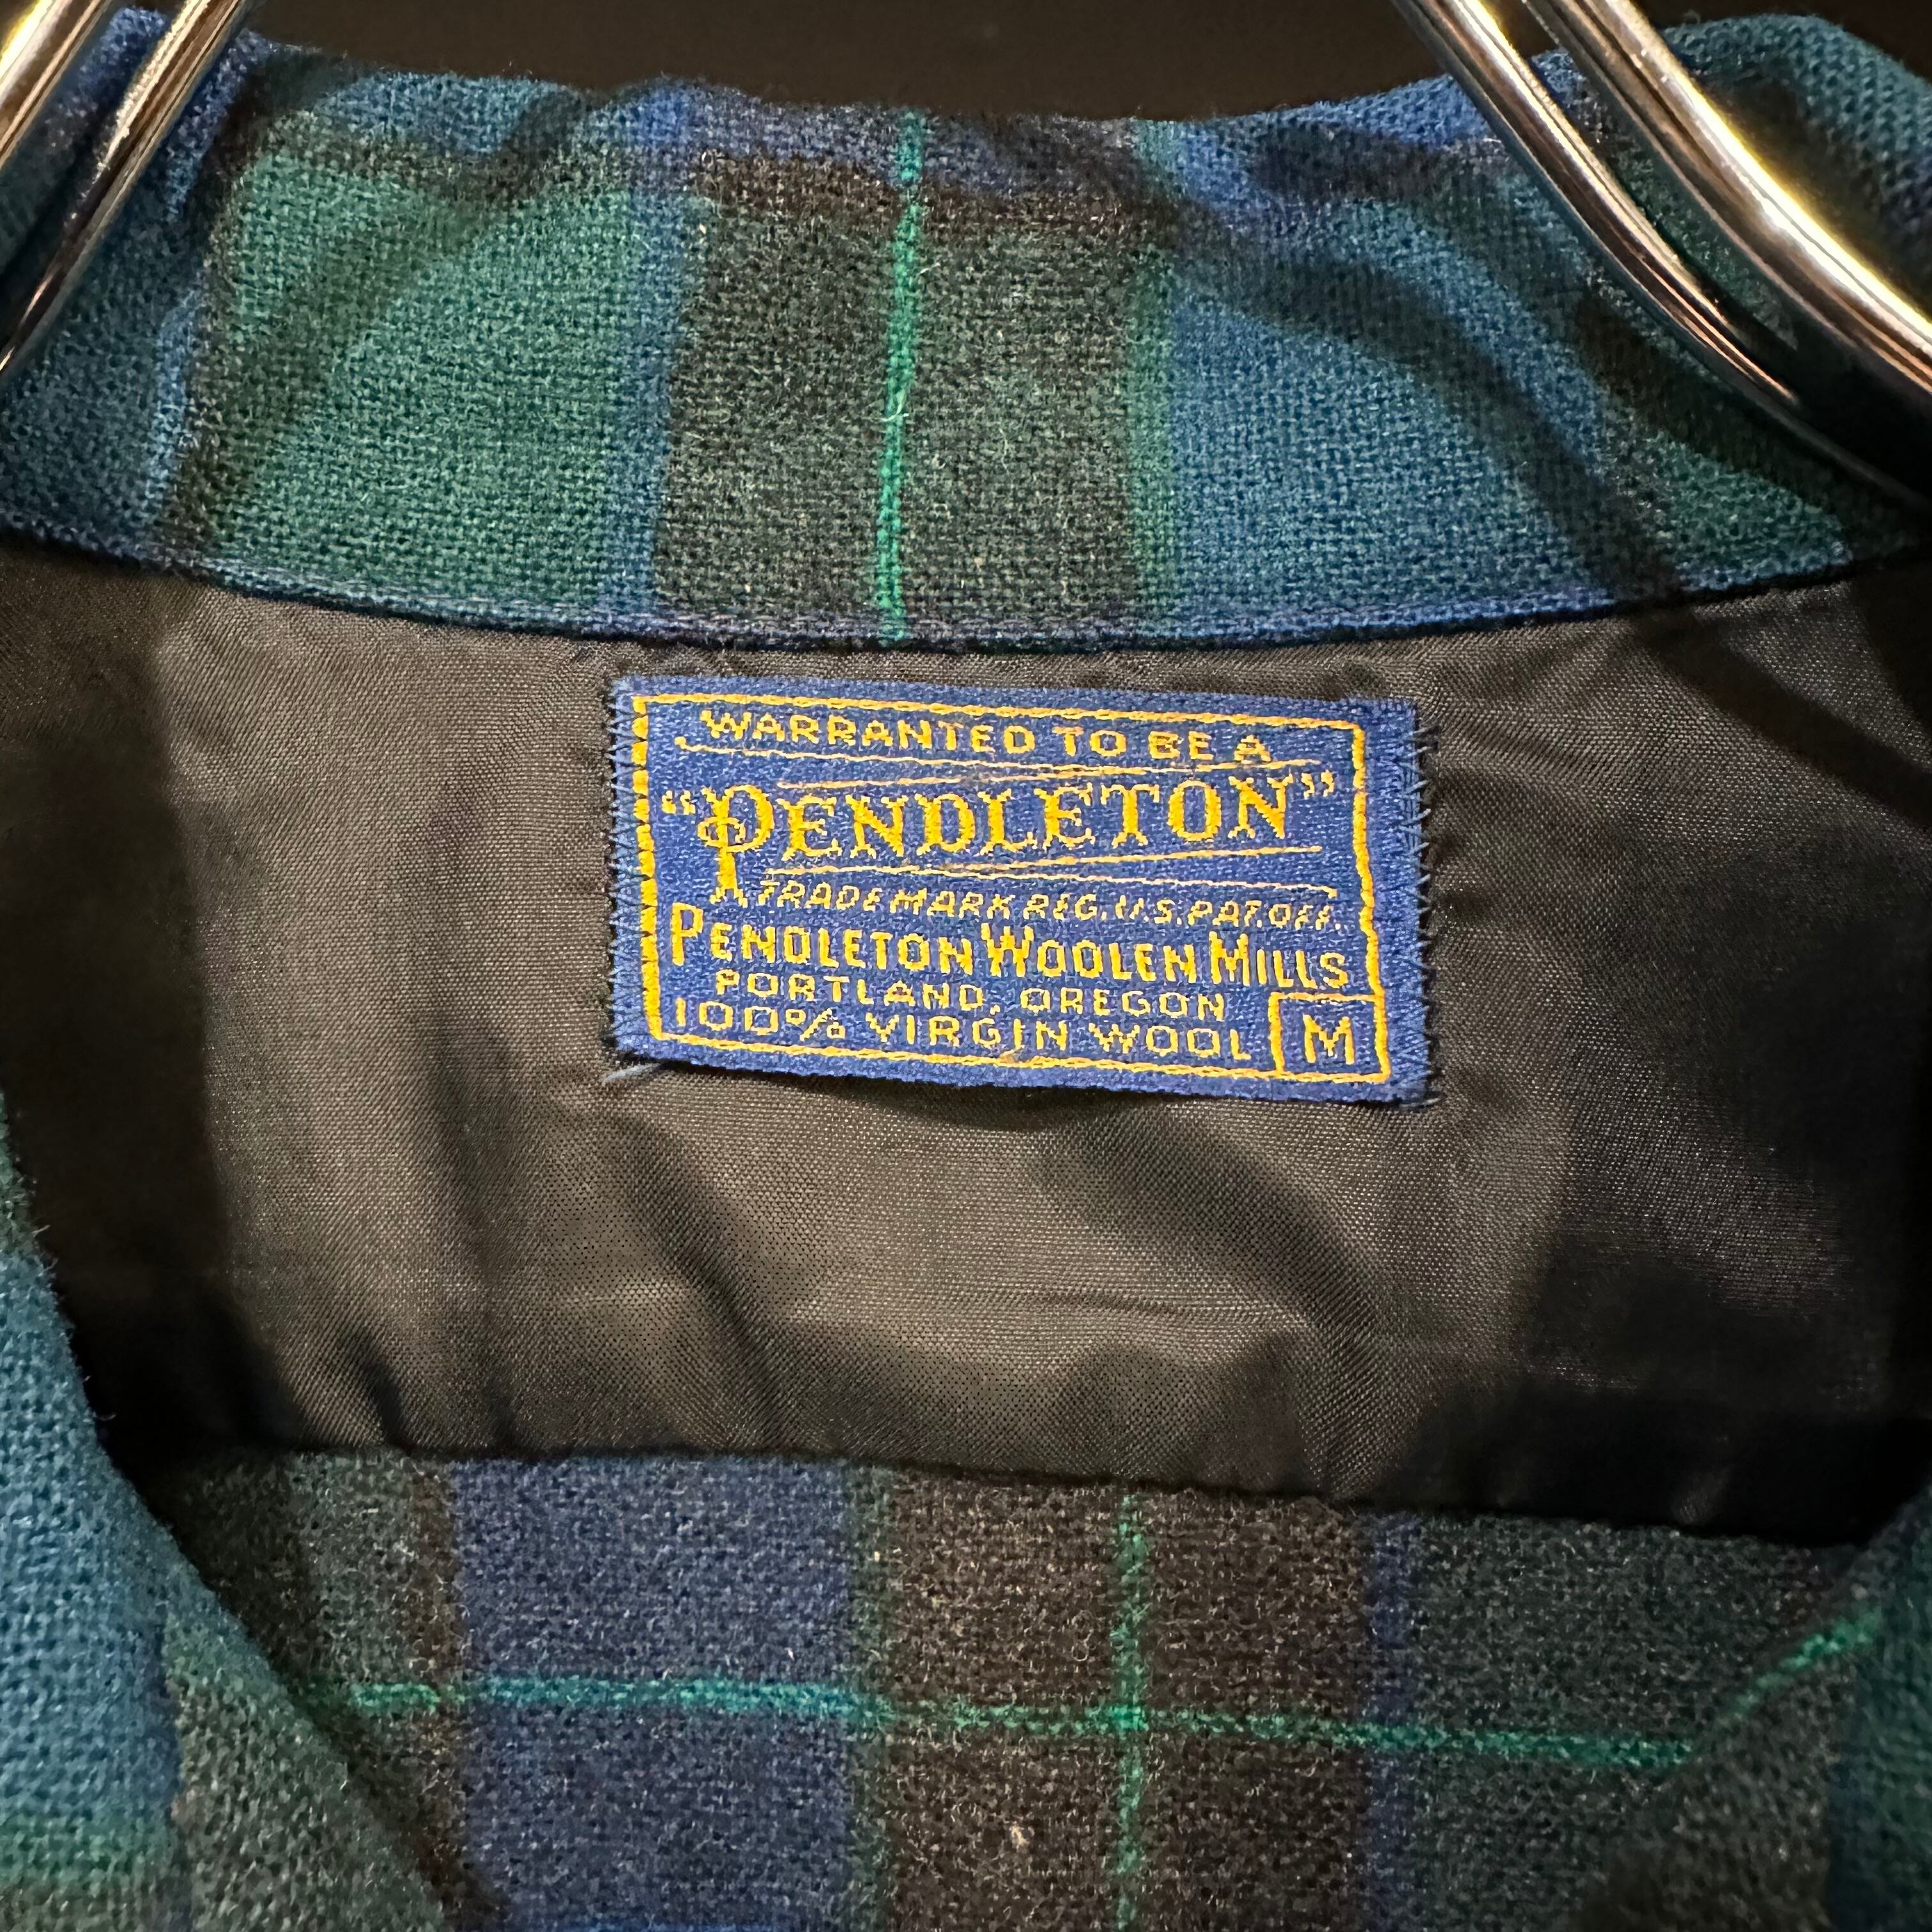 WARRANTED TO BE A
"PENDLETON"
TRADE MARK REG. U.S. PAT. OFF.
PENDLETON WOOLEN MILLS
PORTLAND, OREGON
100% VIRGIN WOOL M